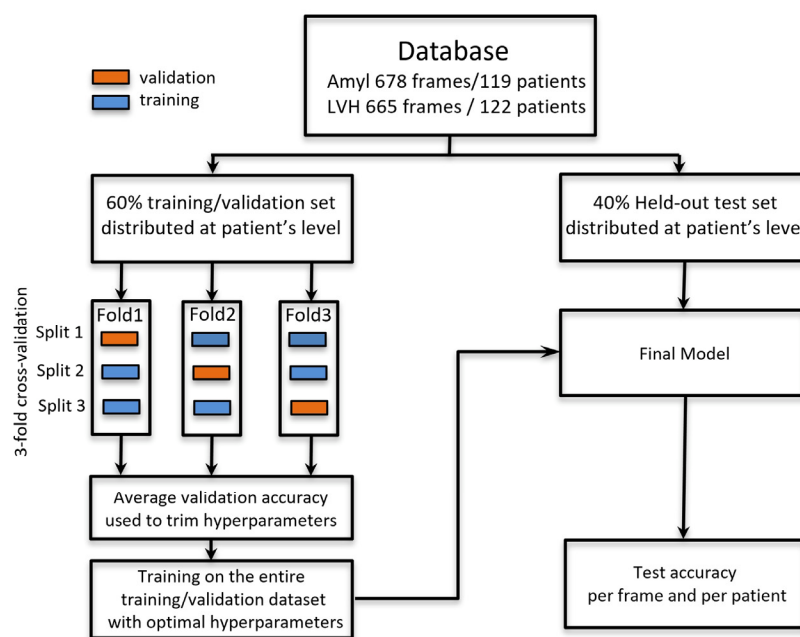 Database
Amyl 678 frames/119 patients
LVH 665 frames / 122 patients
validation
training
60% training/validation set
distributed at patient's level
40% Held-out test set
distributed at patient's leve
3-fold cross-validation
Fold1
Fold2
Fold3
Split 1
Split 2
Split 3
Final Model
Average validation accuracy
used to trim hyperparameters
Training on the entire
training/validation dataset
with optimal hyperparameters
Test accuracy
per frame and per patient